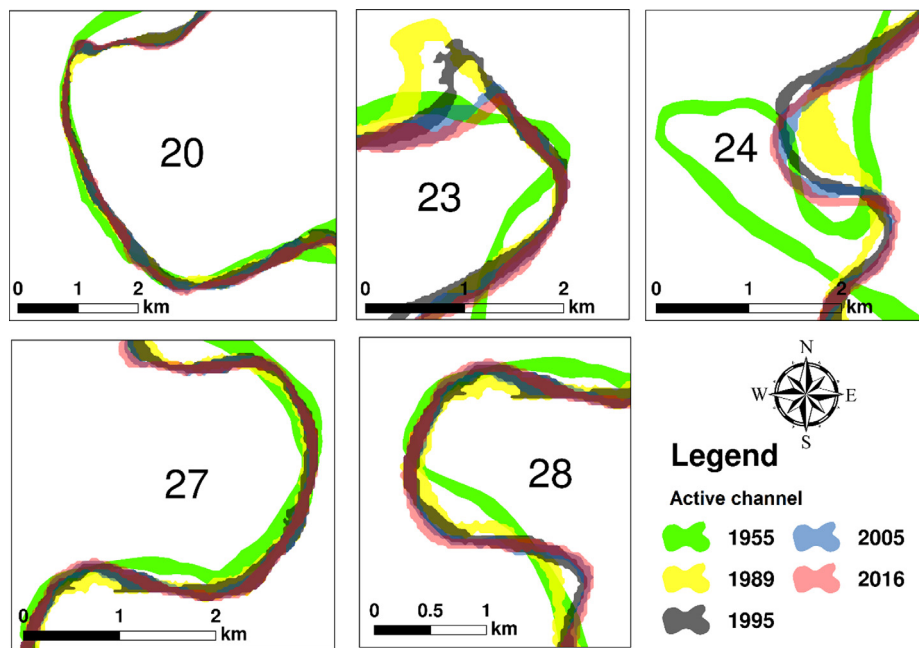 20
0 1 2 km
23
0 1 2 km
24
0 1 2 km
27
0 1 2 km
28
0 0.5 1 km
N
W E
S
Legend
Active channel
1955 2005
1989 2016
1995